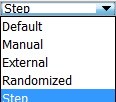 Step
Default
Manual
External
Randomized
Step